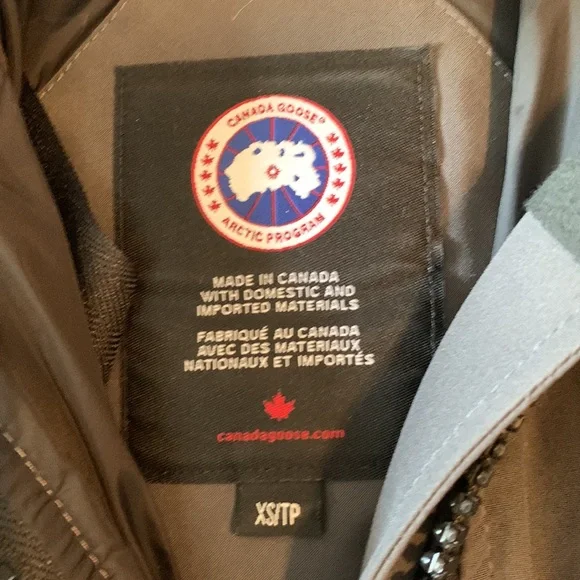 CANADA GOOSE®
ARCTIC PROGRAM
MADE IN CANADA
WITH DOMESTIC AND
IMPORTED MATERIALS
FABRIQUÉ AU CANADA
AVEC DES MATERIAUX
NATIONAUX ET IMPORTÉS
canadagoose.com
XS/TP